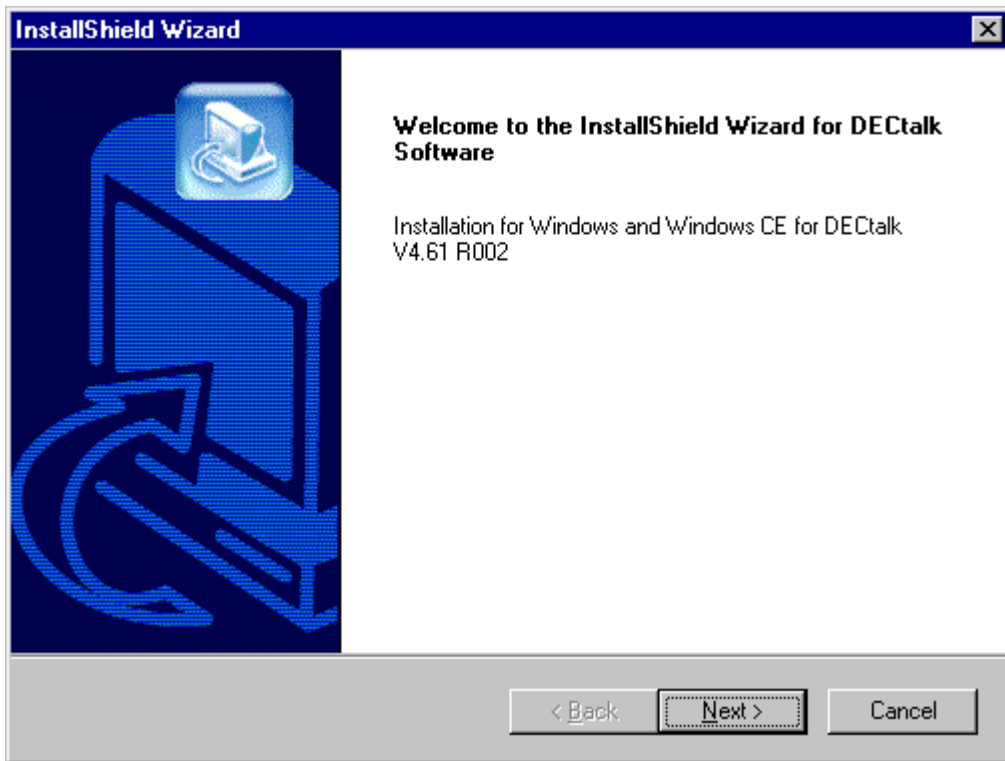 InstallShield Wizard
Welcome to the InstallShield Wizard for DECtalk
Software
Installation for Windows and Windows CE for DECtalk
V4.61 R002
< Back
Next >
Cancel